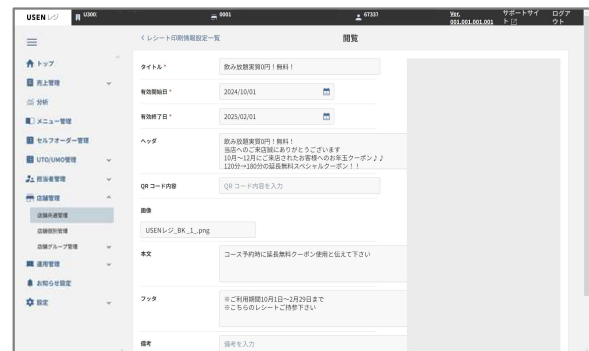 USEN レジ
U300:
0001
67337
Ver.
001.001.001.001
サポートサイ
ト
ログア
ウト
トップ
売上管理
分析
メニュー管理
セルフオーダー管理
UTO/UMO管理
担当者管理
店舗管理
店舗共通管理
店舗個別管理
店舗グループ管理
運用管理
お知らせ設定
設定
く レシート印刷情報設定一覧
閲覧
タイトル *
飲み放題実質0円！無料！
有効開始日 *
2024/10/01
有効終了日 *
2025/02/01
ヘッダ
飲み放題実質0円！無料！
当店へのご来店誠にありがとうございます
10月～12月にご来店されたお客様へのお年玉クーポン♪♪
120分→180分の延長無料スペシャルクーポン！！
QR コード内容
QR コード内容を入力
画像
USENレジ_BK _1_.png
本文
コース予約時に延長無料クーポン使用と伝えて下さい
フッタ
※ご利用期間10月1日～2月29日まで
※こちらのレシートご持参下さい
備考
備考を入力